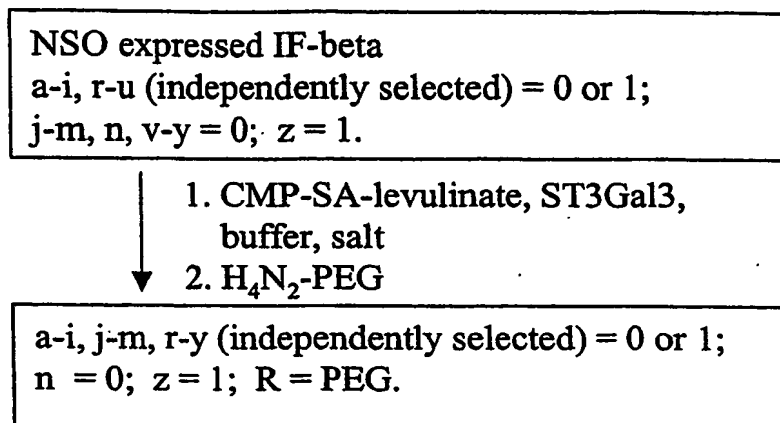 NSO expressed IF-beta
a-i, r-u (independently selected) = 0 or 1;
j-m, n, v-y = 0; z = 1.
1. CMP-SA-levulinate, ST3Gal3,
buffer, salt
2. H₄N₂-PEG
a-i, j-m, r-y (independently selected) = 0 or 1;
n = 0; z = 1; R = PEG.